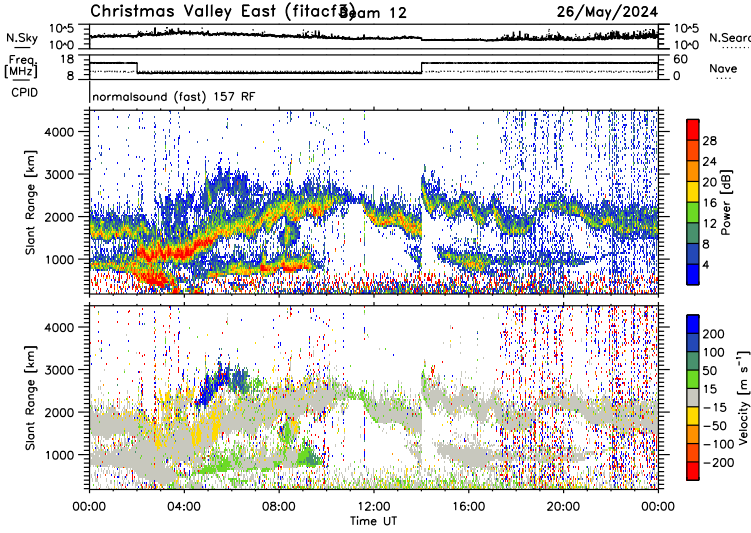 Christmas Valley East (fitacf3) Beam 12 26/May/2024
N.Sky 10^5 10^0 10^5 10^0 N.Searc
Freq. [MHz] 18 8 60 0 Nave
CPID normalsound (fast) 157 RF
Slant Range [km] 4000 3000 2000 1000
Power [dB] 28 24 20 16 12 8 4
Slant Range [km] 4000 3000 2000 1000
Velocity [m s⁻¹] 200 100 50 15 −15 −50 −100 −200
00:00 04:00 08:00 12:00 16:00 20:00 00:00
Time UT